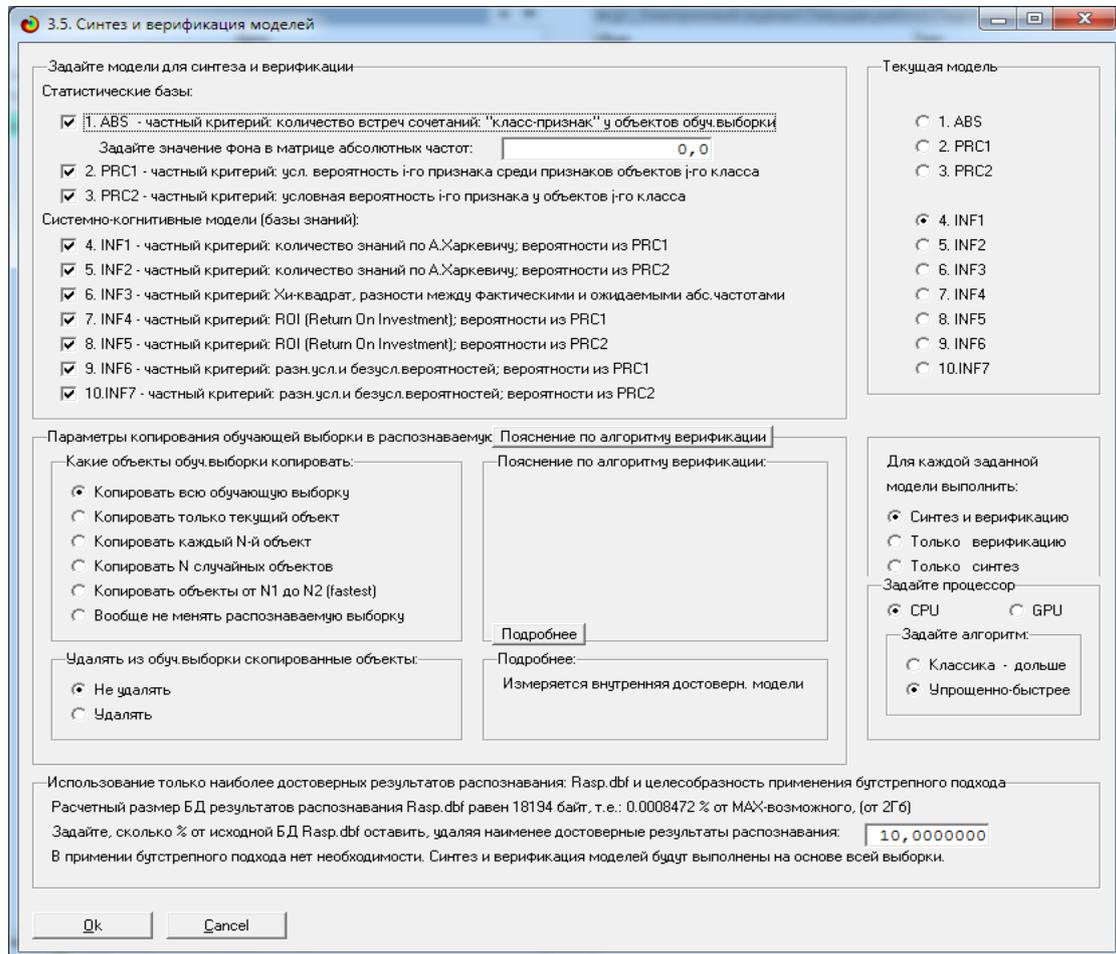 3.5. Синтез и верификация моделей
Задайте модели для синтеза и верификации
Статистические базы:
1. ABS - частный критерий: количество встреч сочетаний: "класс-признак" у объектов обуч.выборки
Задайте значение фона в матрице абсолютных частот: 0,0
2. PRC1 - частный критерий: усл. вероятность i-го признака среди признаков объектов j-го класса
3. PRC2 - частный критерий: условная вероятность i-го признака у объектов j-го класса
Системно-когнитивные модели (базы знаний):
4. INF1 - частный критерий: количество знаний по А.Харкевичу; вероятности из PRC1
5. INF2 - частный критерий: количество знаний по А.Харкевичу; вероятности из PRC2
6. INF3 - частный критерий: Хи-квадрат, разности между фактическими и ожидаемыми абс.частотами
7. INF4 - частный критерий: ROI (Return On Investment); вероятности из PRC1
8. INF5 - частный критерий: ROI (Return On Investment); вероятности из PRC2
9. INF6 - частный критерий: разн.усл.и безусл.вероятностей; вероятности из PRC1
10.INF7 - частный критерий: разн.усл.и безусл.вероятностей; вероятности из PRC2
Текущая модель
1. ABS
2. PRC1
3. PRC2
4. INF1
5. INF2
6. INF3
7. INF4
8. INF5
9. INF6
10.INF7
Параметры копирования обучающей выборки в распознаваемую
Пояснение по алгоритму верификации
Какие объекты обуч.выборки копировать:
Копировать всю обучающую выборку
Копировать только текущий объект
Копировать каждый N-й объект
Копировать N случайных объектов
Копировать объекты от N1 до N2 (fastest)
Вообще не менять распознаваемую выборку
Пояснение по алгоритму верификации:
Подробнее
Удалять из обуч.выборки скопированные объекты:
Не удалять
Удалять
Подробнее:
Измеряется внутренняя достоверн. модели
Для каждой заданной
модели выполнить:
Синтез и верификацию
Только верификацию
Только синтез
Задайте процессор
CPU GPU
Задайте алгоритм:
Классика - дольше
Упрощенно-быстрее
Использование только наиболее достоверных результатов распознавания: Rasp.dbf и целесобразность применения бутстрепного подхода
Расчетный размер БД результатов распознавания Rasp.dbf равен 18194 байт, т.е.: 0.0008472 % от MAX-возможного, (от 2Гб)
Задайте, сколько % от исходной БД Rasp.dbf оставить, удаляя наименее достоверные результаты распознавания: 10,0000000
В примении бутстрепного подхода нет необходимости. Синтез и верификация моделей будут выполнены на основе всей выборки.
Ok Cancel